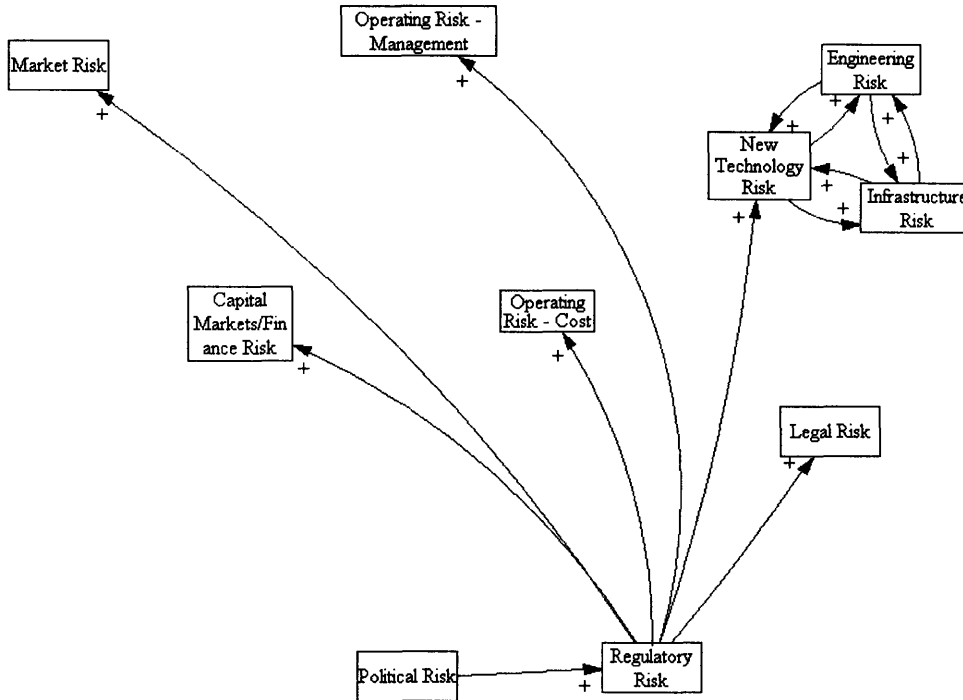 Operating Risk -
Management
Market Risk
+
+
Engineering
Risk
+
+
+
New
Technology
Risk
+
+
+
+
Infrastructure
Risk
Capital
Markets/Fin
ance Risk
+
Operating
Risk - Cost
+
Legal Risk
+
Political Risk
+
Regulatory
Risk